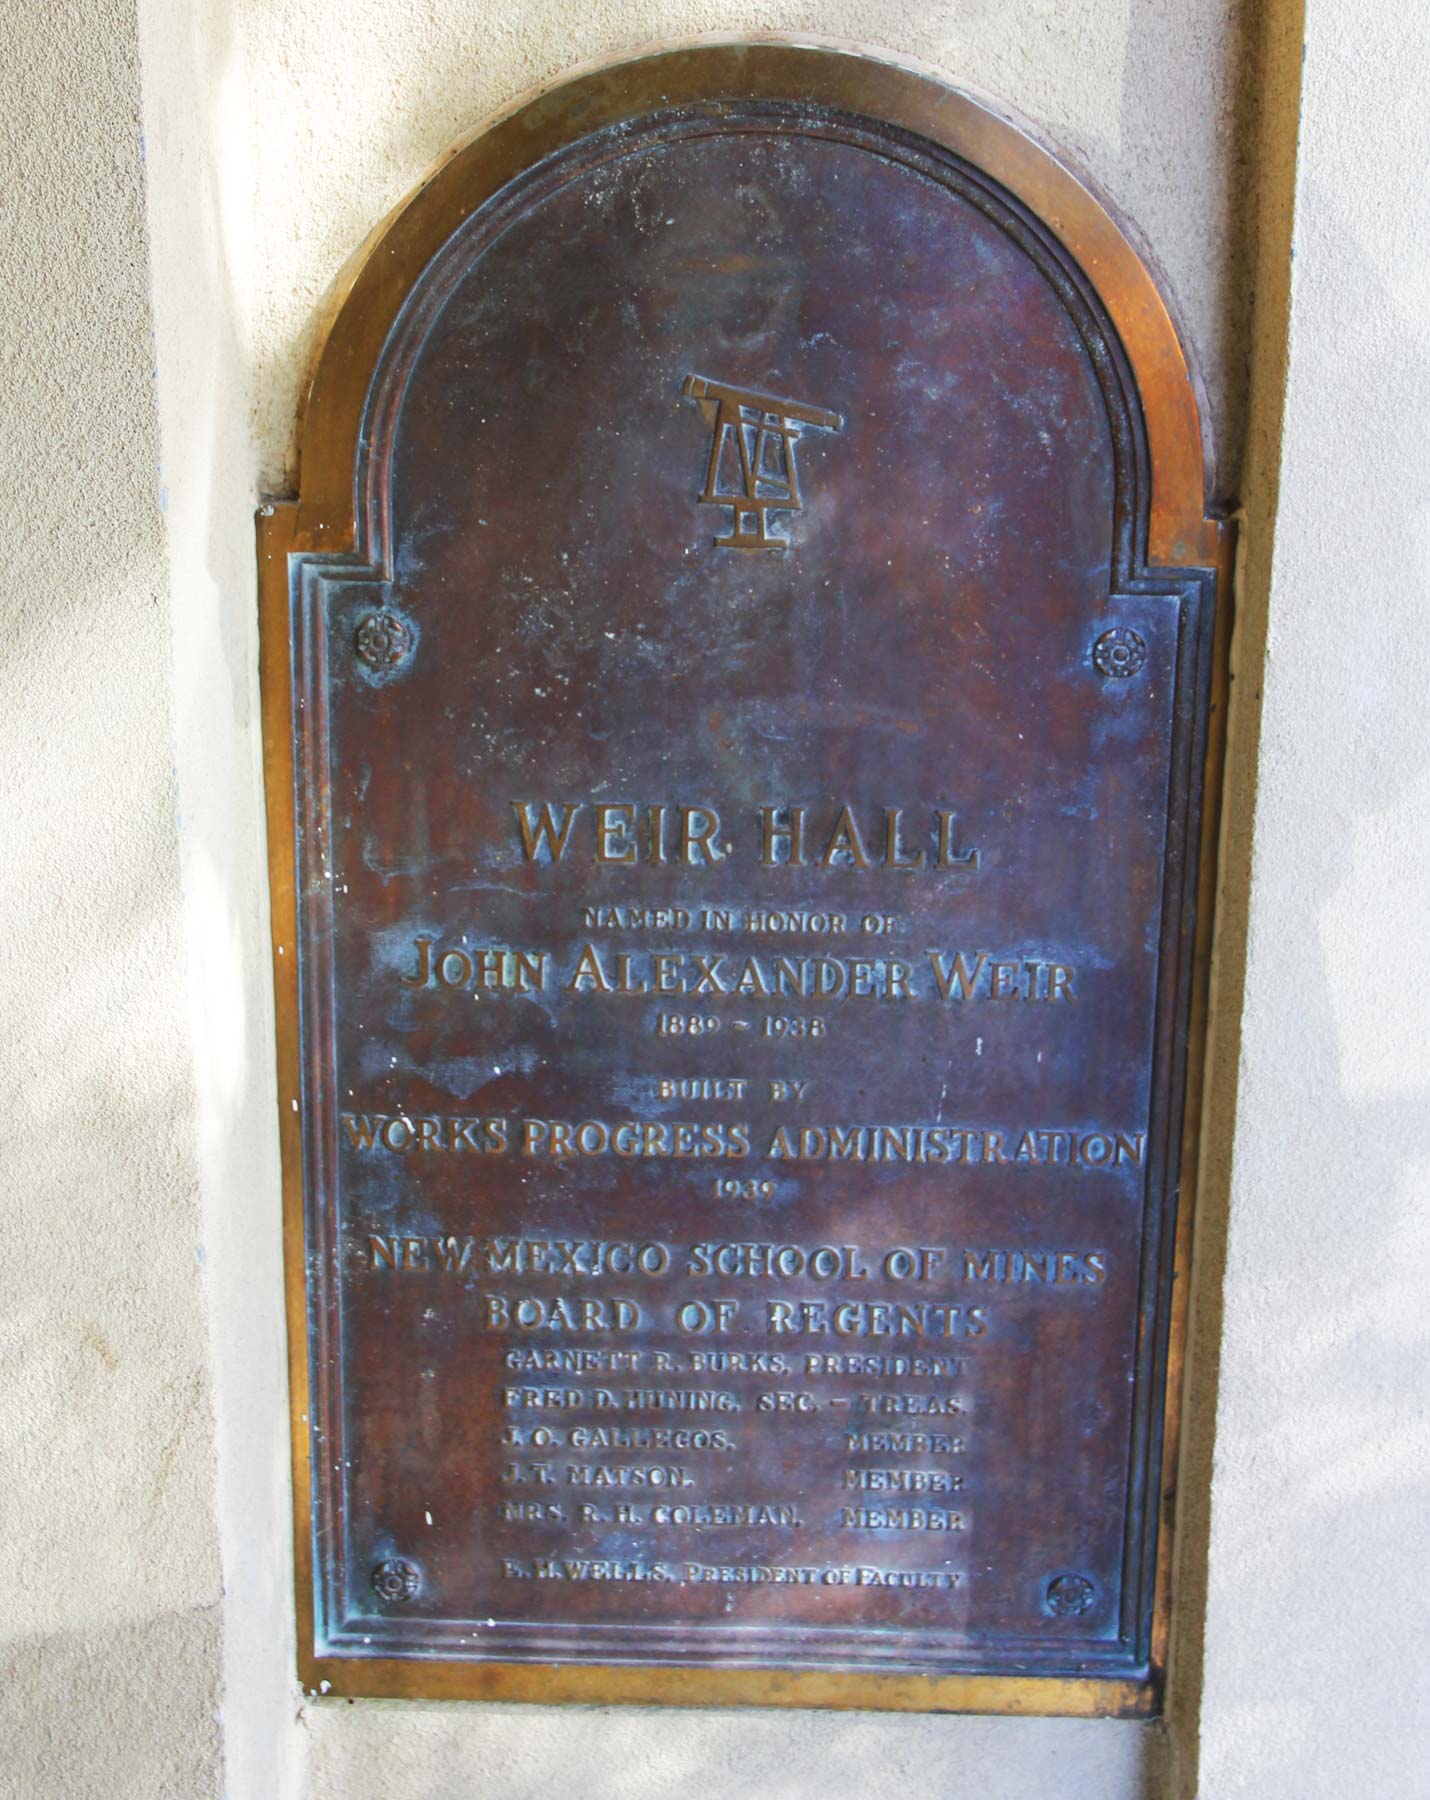 WEIR HALL
NAMED IN HONOR OF
JOHN ALEXANDER WEIR
1889 ~ 1938
BUILT BY
WORKS PROGRESS ADMINISTRATION
1939
NEW MEXICO SCHOOL OF MINES
BOARD OF REGENTS
GARNETT R. BURKS, PRESIDENT
FRED D. HUNING, SEC. - TREAS.
J. O. GALLEGOS, MEMBER
J. T. MATSON, MEMBER
MRS. R. H. COLEMAN, MEMBER
E. H. WELLS, PRESIDENT OF FACULTY